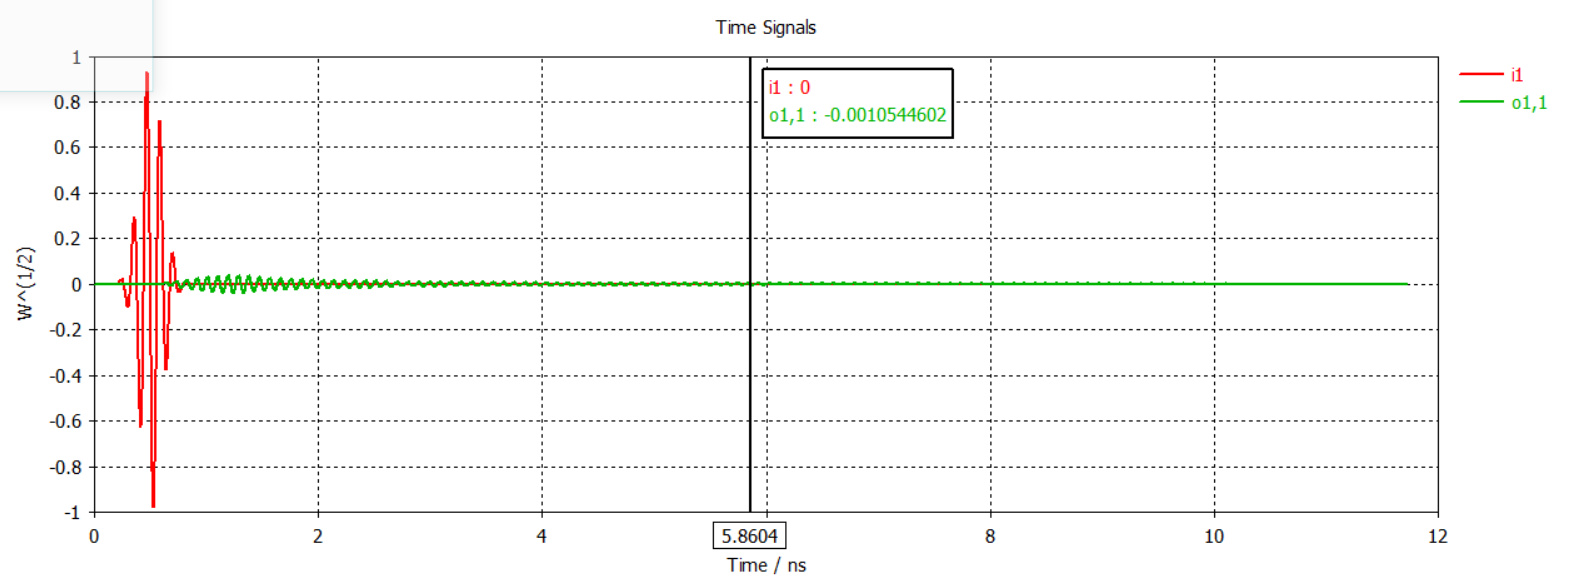 Time Signals
i1
o1,1
i1 : 0
o1,1 : -0.0010544602
1
0.8
0.6
0.4
0.2
0
-0.2
-0.4
-0.6
-0.8
-1
W^(1/2)
0
2
4
5.8604
8
10
12
Time / ns